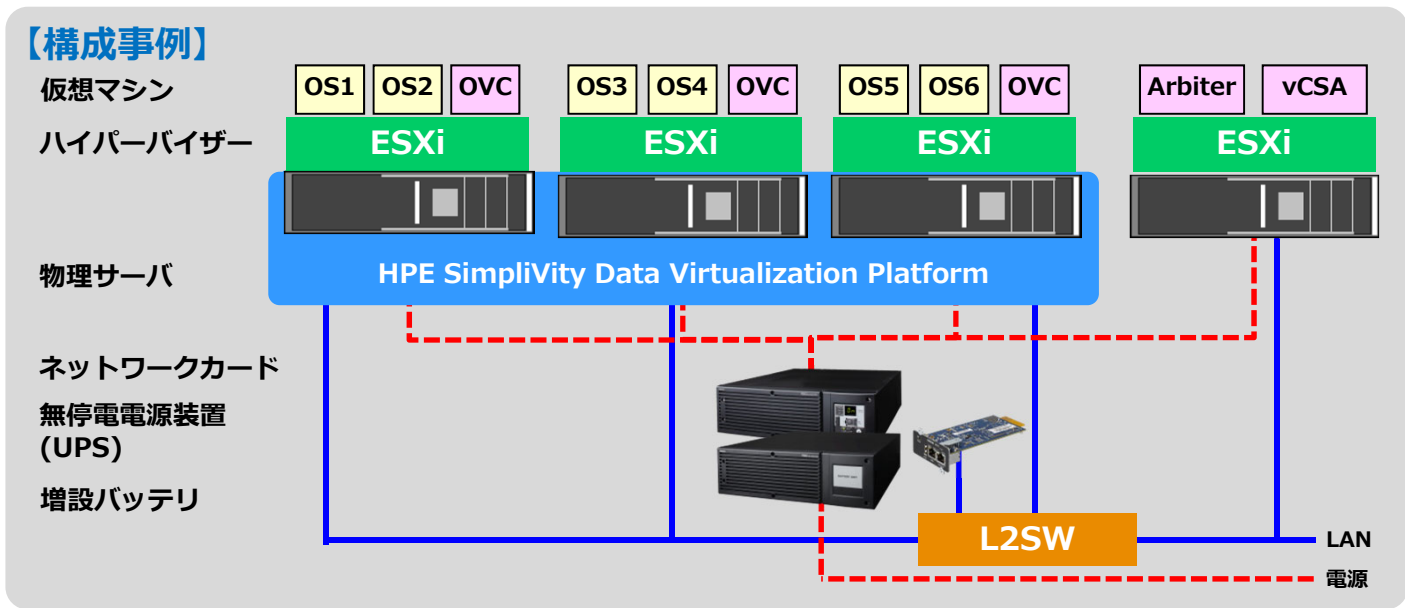 【構成事例】
仮想マシン
OS1 OS2 OVC OS3 OS4 OVC OS5 OS6 OVC Arbiter vCSA
ハイパーバイザー
ESXi ESXi ESXi ESXi
物理サーバ
HPE SimpliVity Data Virtualization Platform
ネットワークカード
無停電電源装置
(UPS)
増設バッテリ
L2SW
LAN
電源